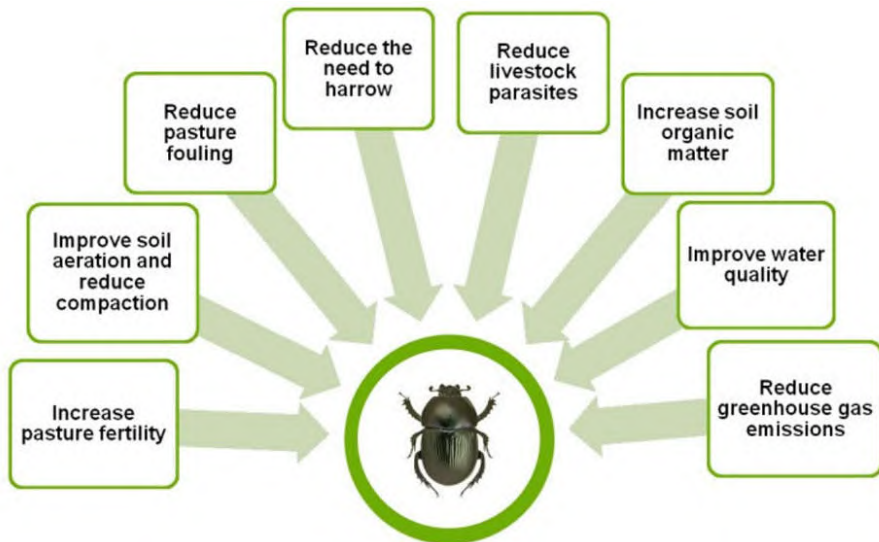 Increase
pasture fertility
Improve soil
aeration and
reduce
compaction
Reduce
pasture
fouling
Reduce the
need to
harrow
Reduce
livestock
parasites
Increase soil
organic
matter
Improve water
quality
Reduce
greenhouse gas
emissions